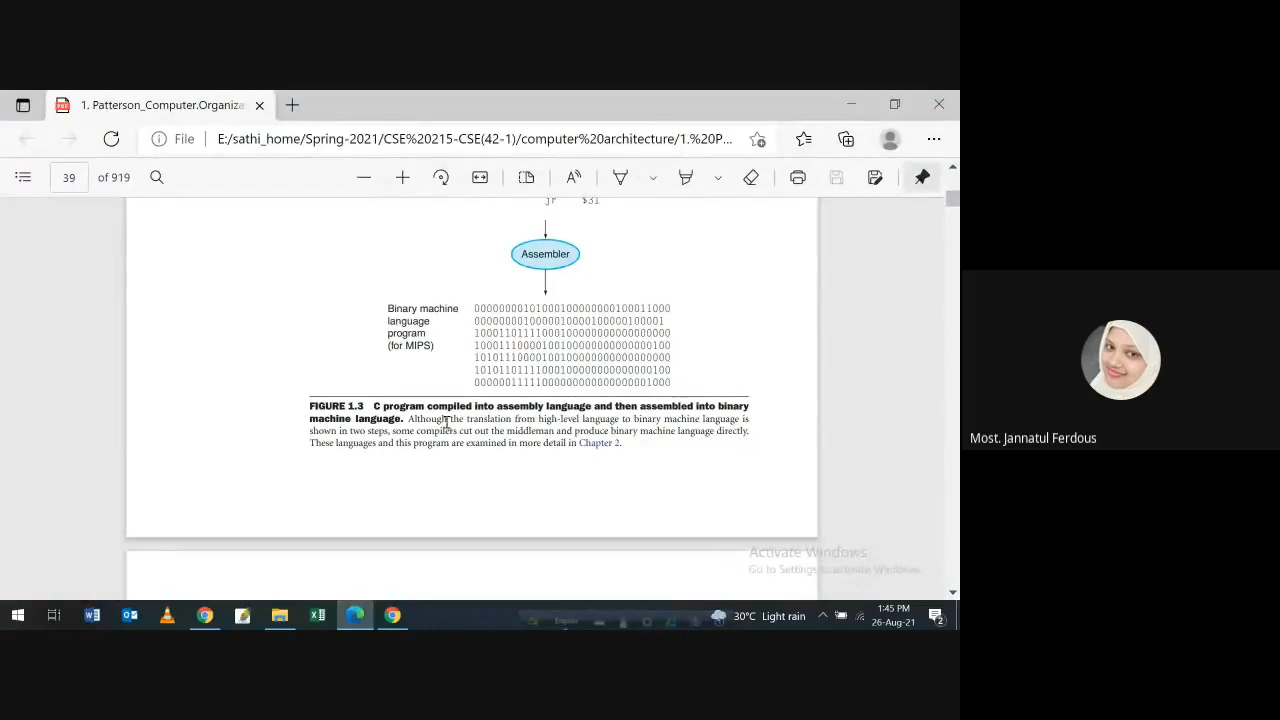 1. Patterson_Computer.Organiza
File
E:/sathi_home/Spring-2021/CSE%20215-CSE(42-1)/computer%20architecture/1.%20P...
39 of 919
jr $31
Assembler
Binary machine
language
program
(for MIPS)
00000000101000100000000100011000
00000000100000100001000000100001
10001101111000100000000000000000
10001110000100100000000000000100
10101110000100100000000000000000
10101101111000100000000000000100
00000011111000000000000000001000
FIGURE 1.3 C program compiled into assembly language and then assembled into binary
machine language. Although the translation from high-level language to binary machine language is
shown in two steps, some compilers cut out the middleman and produce binary machine language directly.
These languages and this program are examined in more detail in Chapter 2.
Activate Windows
Go to Settings to activate Windows.
Most. Jannatul Ferdous
English
30°C Light rain
1:45 PM
26-Aug-21
2